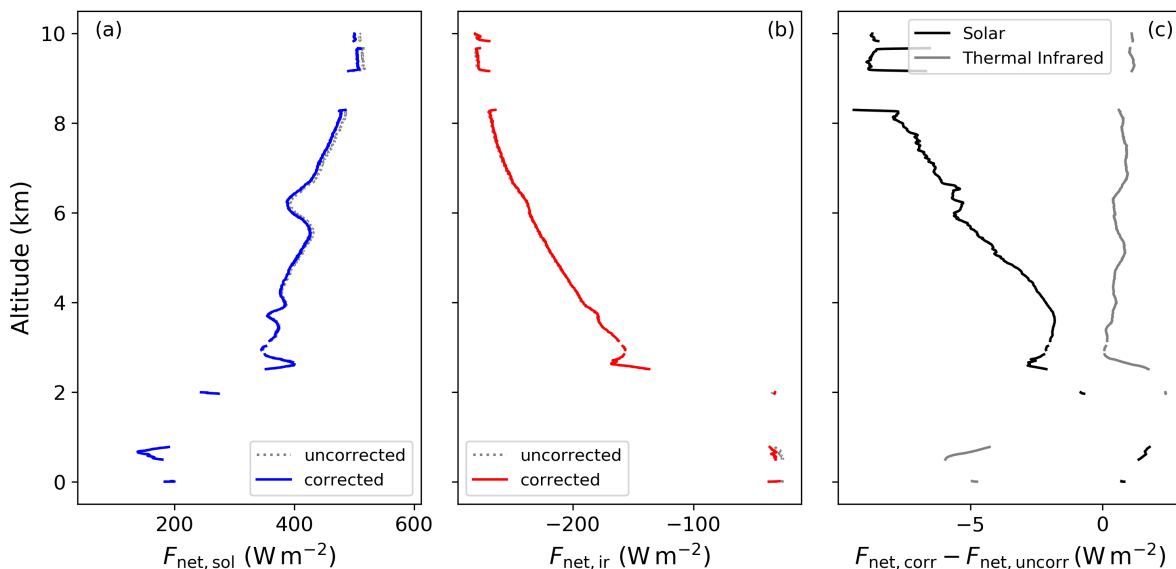 (a)
10
8
6
4
2
0
Altitude (km)
uncorrected
corrected
200
400
600
F_net, sol (W m⁻²)
(b)
uncorrected
corrected
−200
−100
F_net, ir (W m⁻²)
Solar
Thermal Infrared
(c)
−5
0
F_net, corr − F_net, uncorr (W m⁻²)